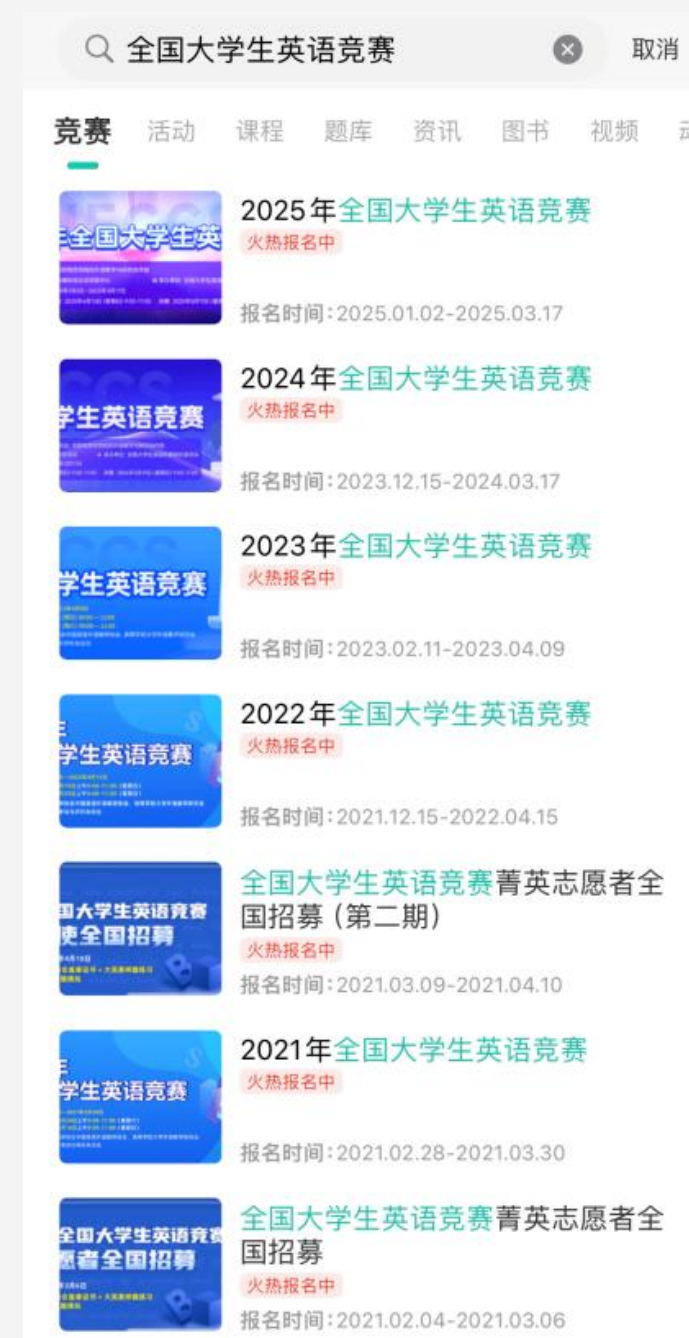 全国大学生英语竞赛
取消
竞赛 活动 课程 题库 资讯 图书 视频
全国大学生英
2025年全国大学生英语竞赛
火热报名中
报名时间:2025.01.02-2025.03.17
学生英语竞赛
2024年全国大学生英语竞赛
火热报名中
报名时间:2023.12.15-2024.03.17
学生英语竞赛
2023年全国大学生英语竞赛
火热报名中
报名时间:2023.02.11-2023.04.09
学生英语竞赛
2022年全国大学生英语竞赛
火热报名中
报名时间:2021.12.15-2022.04.15
国大学生英语竞赛
使全国招募
全国大学生英语竞赛菁英志愿者全
国招募(第二期)
火热报名中
报名时间:2021.03.09-2021.04.10
学生英语竞赛
2021年全国大学生英语竞赛
火热报名中
报名时间:2021.02.28-2021.03.30
全国大学生英语竞赛
愿者全国招募
全国大学生英语竞赛菁英志愿者全
国招募
火热报名中
报名时间:2021.02.04-2021.03.06